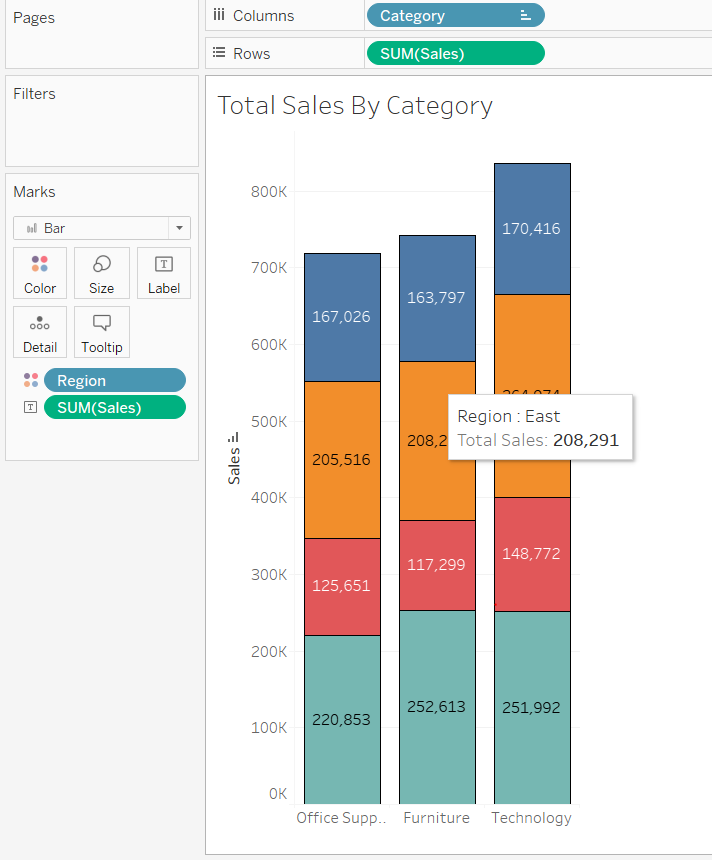 Pages
Columns
Category
Rows
SUM(Sales)
Filters
Marks
Bar
Color
Size
Label
Detail
Tooltip
Region
SUM(Sales)
Total Sales By Category
800K
700K
600K
500K
400K
300K
200K
100K
0K
Sales
170,416
167,026
163,797
205,516
208,2
Region : East
Total Sales: 208,291
148,772
125,651
117,299
220,853
252,613
251,992
Office Supp..
Furniture
Technology